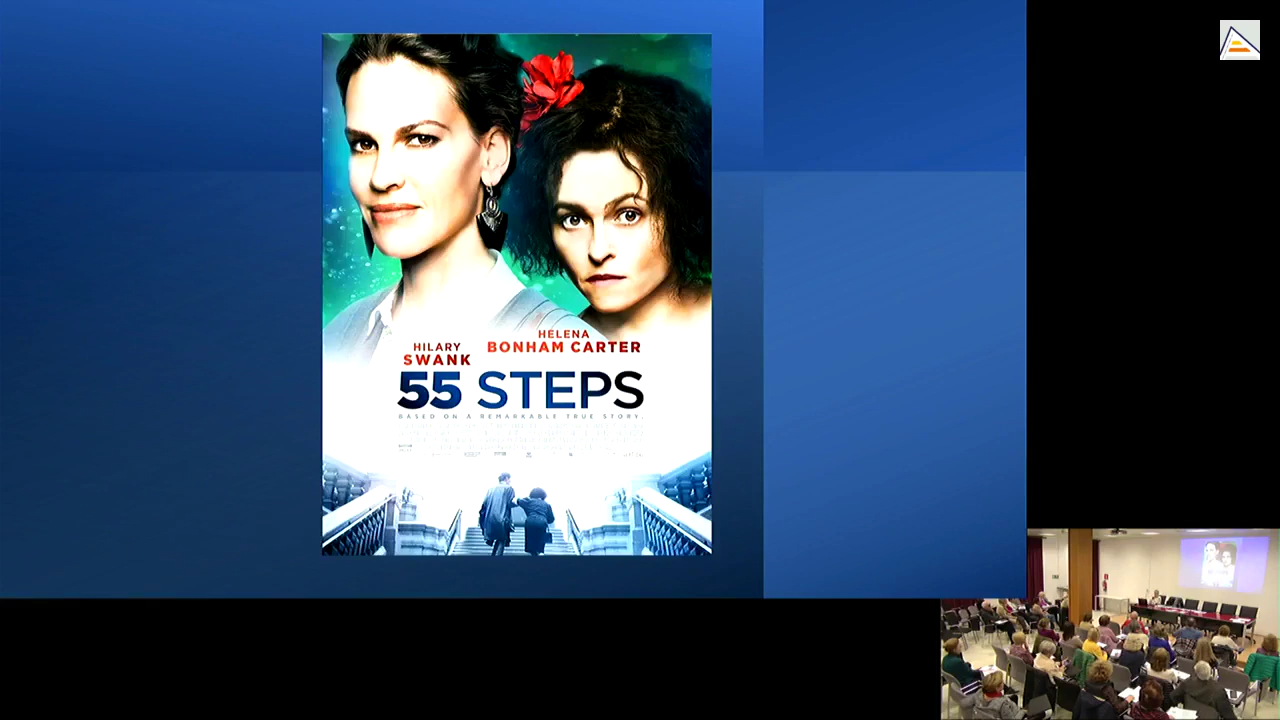 HILARY
SWANK
HELENA
BONHAM CARTER
55 STEPS
BASED ON A REMARKABLE TRUE STORY.